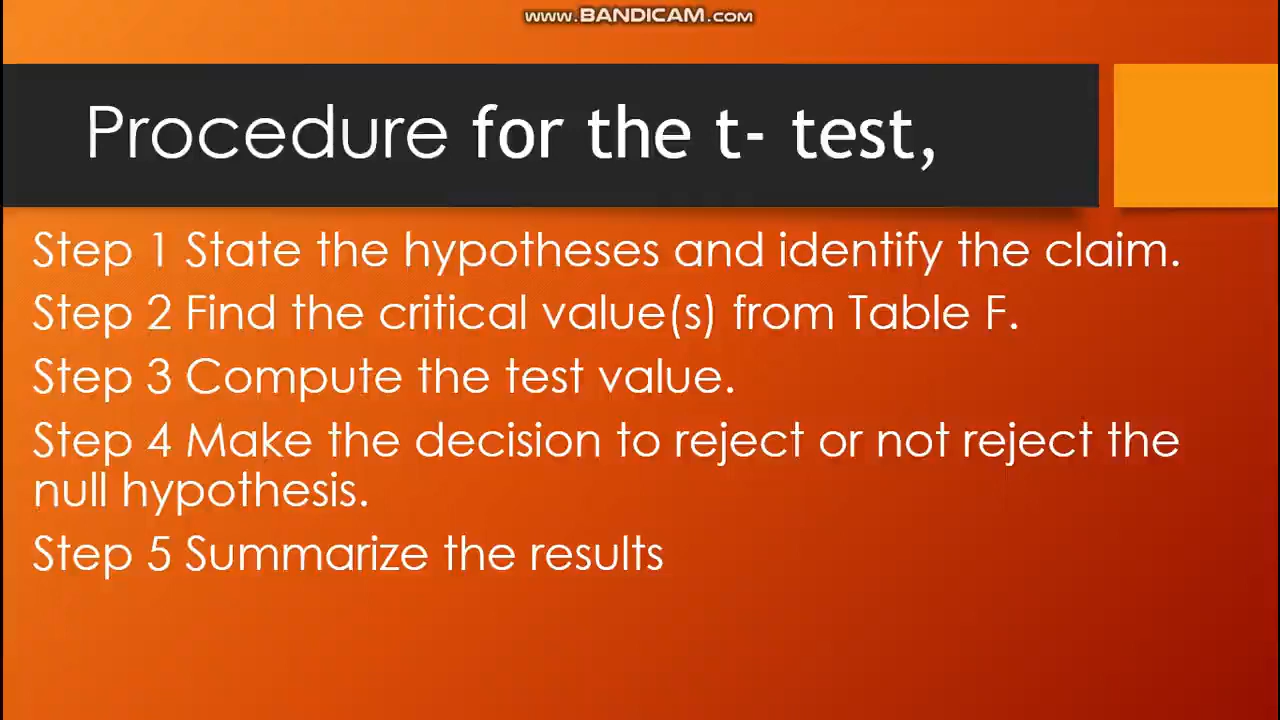 www.BANDICAM.com
Procedure for the t- test,
Step 1 State the hypotheses and identify the claim.
Step 2 Find the critical value(s) from Table F.
Step 3 Compute the test value.
Step 4 Make the decision to reject or not reject the
null hypothesis.
Step 5 Summarize the results